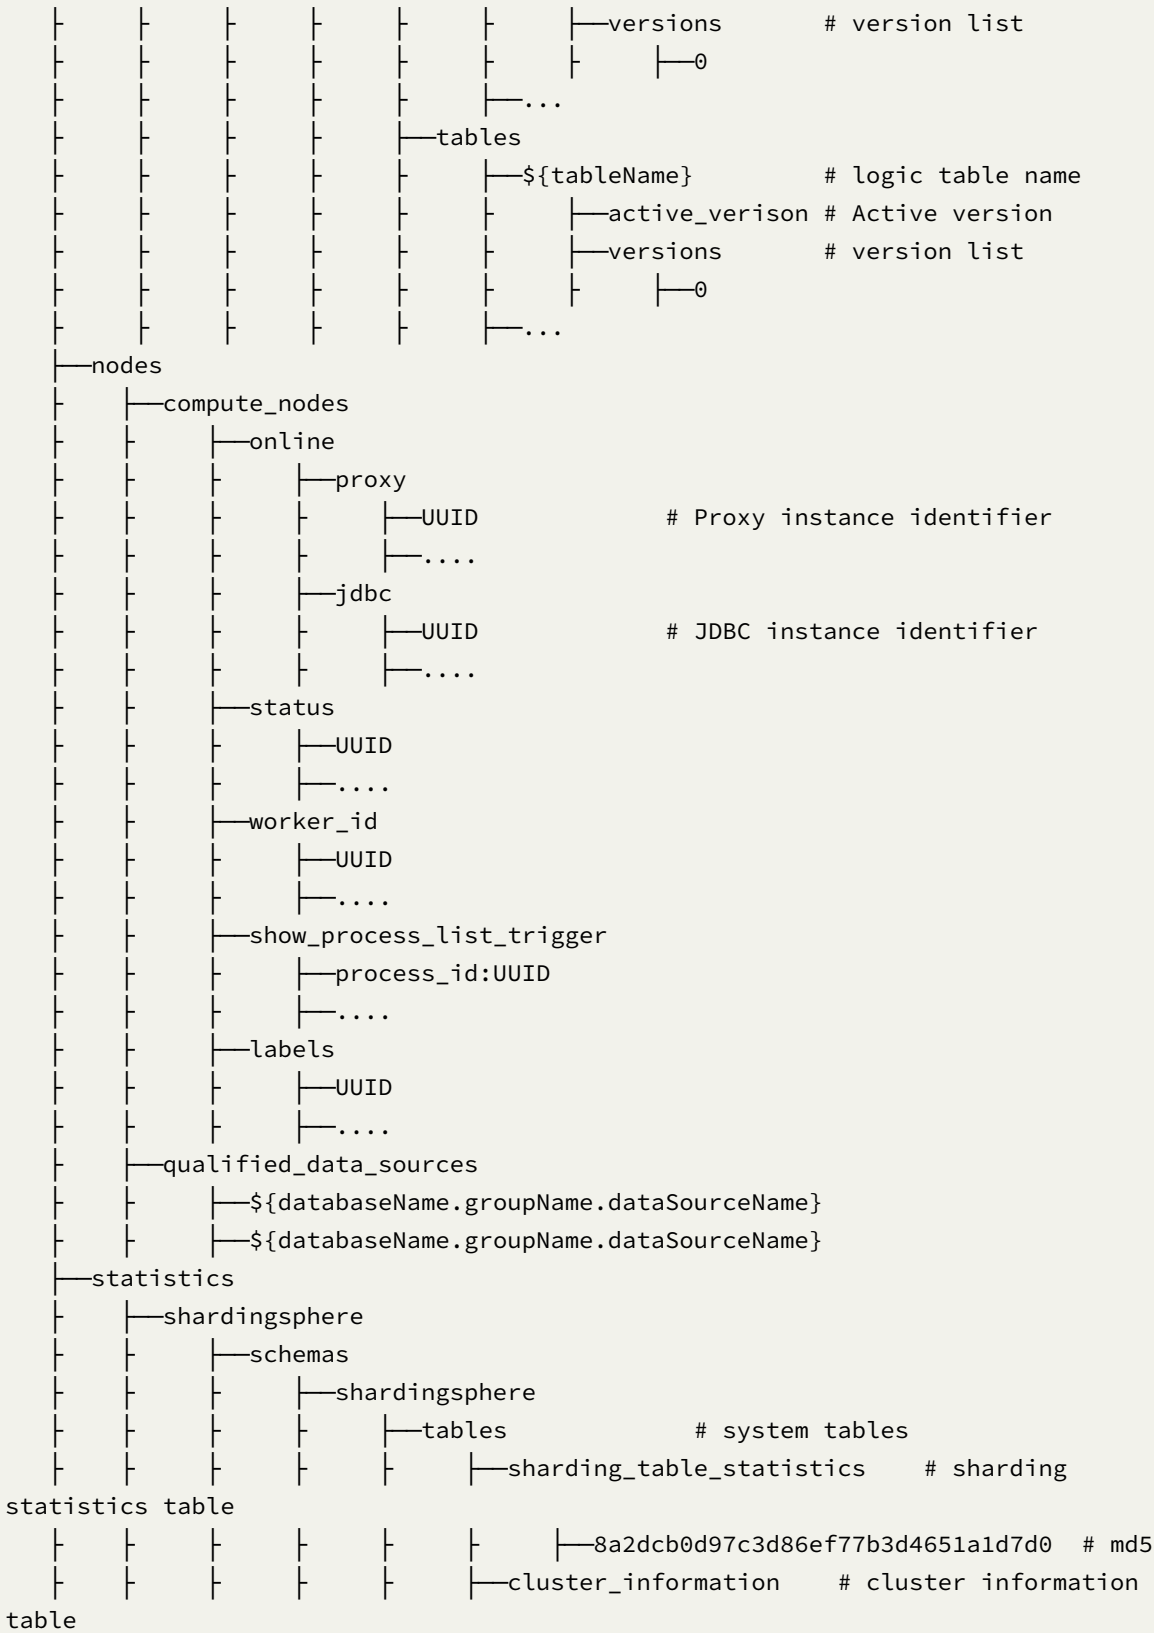 ├ ├ ├ ├ ├ ├ ├──versions # version list
├ ├ ├ ├ ├ ├ ├ ├──0
├ ├ ├ ├ ├ ├──...
├ ├ ├ ├ ├──tables
├ ├ ├ ├ ├ ├──${tableName} # logic table name
├ ├ ├ ├ ├ ├ ├──active_verison # Active version
├ ├ ├ ├ ├ ├ ├──versions # version list
├ ├ ├ ├ ├ ├ ├ ├──0
├ ├ ├ ├ ├ ├──...
├──nodes
├ ├──compute_nodes
├ ├ ├──online
├ ├ ├ ├──proxy
├ ├ ├ ├ ├──UUID # Proxy instance identifier
├ ├ ├ ├ ├──....
├ ├ ├ ├──jdbc
├ ├ ├ ├ ├──UUID # JDBC instance identifier
├ ├ ├ ├ ├──....
├ ├ ├──status
├ ├ ├ ├──UUID
├ ├ ├ ├──....
├ ├ ├──worker_id
├ ├ ├ ├──UUID
├ ├ ├ ├──....
├ ├ ├──show_process_list_trigger
├ ├ ├ ├──process_id:UUID
├ ├ ├ ├──....
├ ├ ├──labels
├ ├ ├ ├──UUID
├ ├ ├ ├──....
├ ├──qualified_data_sources
├ ├ ├──${databaseName.groupName.dataSourceName}
├ ├ ├──${databaseName.groupName.dataSourceName}
├──statistics
├ ├──shardingsphere
├ ├ ├──schemas
├ ├ ├ ├──shardingsphere
├ ├ ├ ├ ├──tables # system tables
├ ├ ├ ├ ├ ├──sharding_table_statistics # sharding
statistics table
├ ├ ├ ├ ├ ├ ├──8a2dcb0d97c3d86ef77b3d4651a1d7d0 # md5
├ ├ ├ ├ ├ ├──cluster_information # cluster information
table